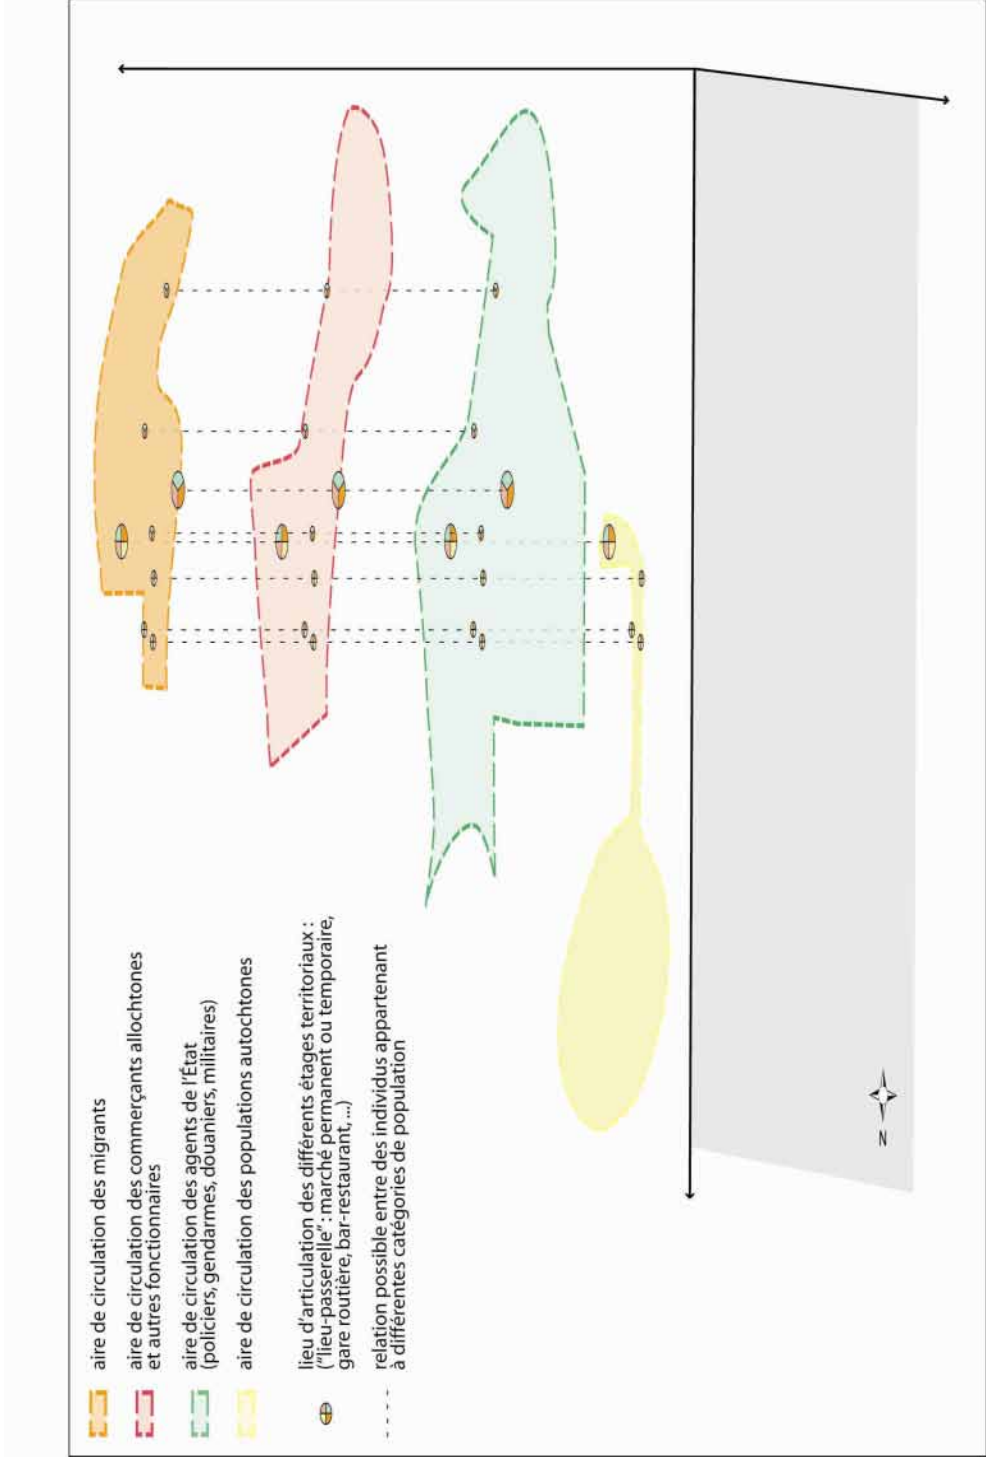 aire de circulation des migrants
aire de circulation des commerçants allochtones
et autres fonctionnaires
aire de circulation des agents de l'État
(policiers, gendarmes, douaniers, militaires)
aire de circulation des populations autochtones
lieu d'articulation des différents étages territoriaux :
("lieu-passerelle" : marché permanent ou temporaire,
gare routière, bar-restaurant, ...)
relation possible entre des individus appartenant
à différentes catégories de population
N